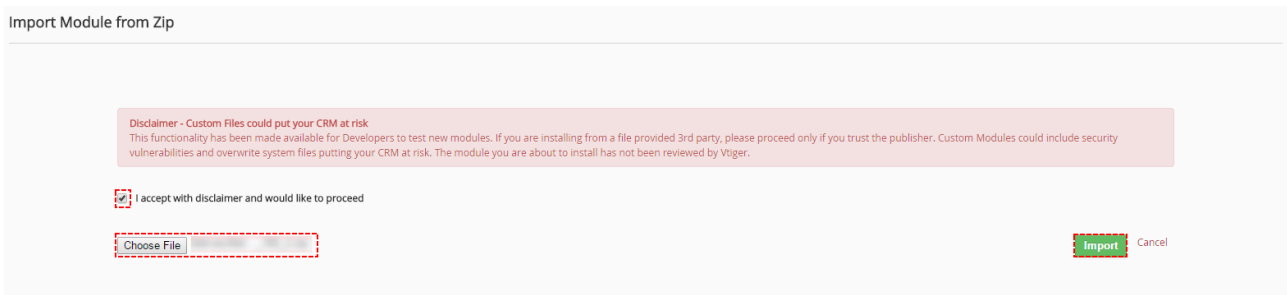 Import Module from Zip
Disclaimer - Custom Files could put your CRM at risk
This functionality has been made available for Developers to test new modules. If you are installing from a file provided 3rd party, please proceed only if you trust the publisher. Custom Modules could include security
vulnerabilities and overwrite system files putting your CRM at risk. The module you are about to install has not been reviewed by Vtiger.
I accept with disclaimer and would like to proceed
Choose File
Import Cancel